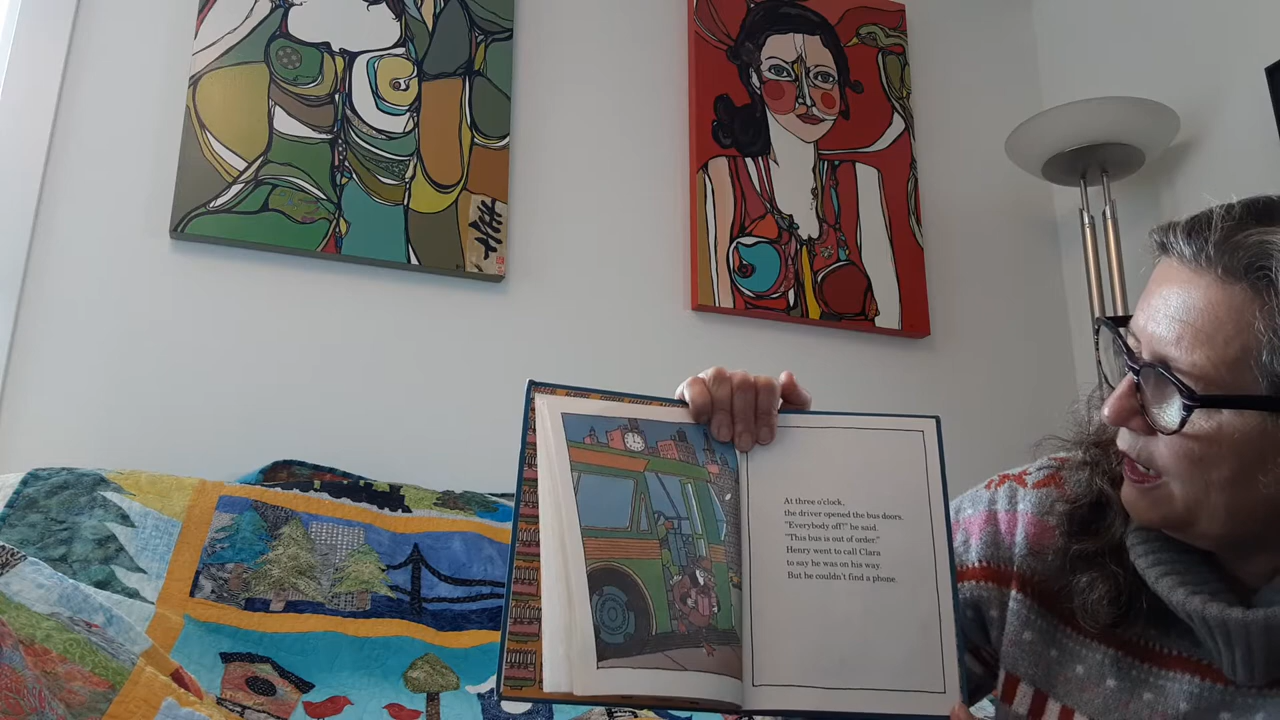 At three o'clock,
the driver opened the bus doors.
"Everybody off!" he said.
"This bus is out of order."
Henry went to call Clara
to say he was on his way.
But he couldn't find a phone.